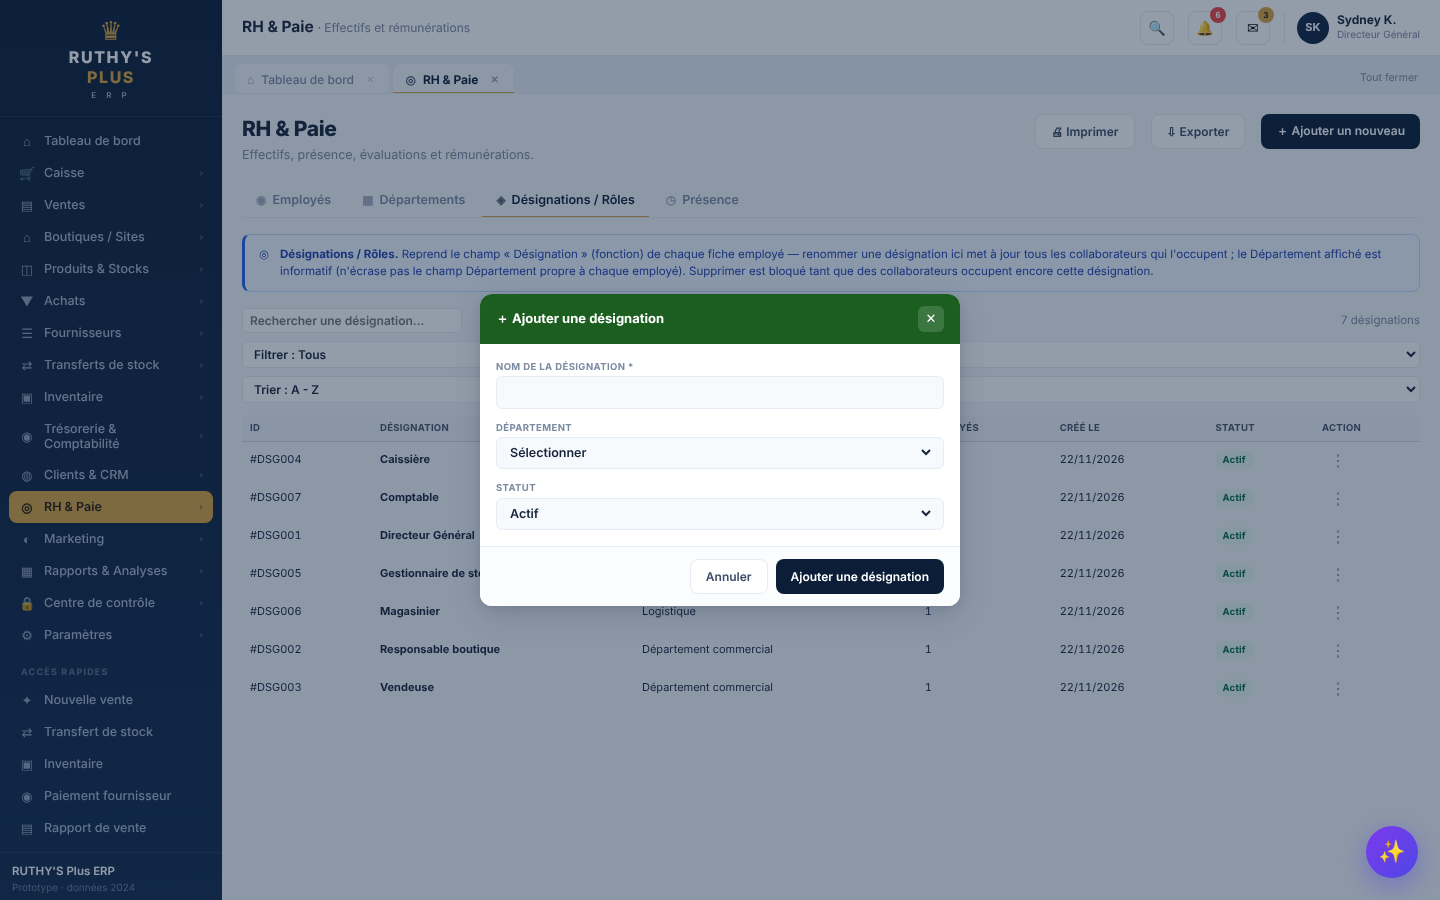 RUTHY'S
PLUS
E R P
Tableau de bord
Caisse
Ventes
Boutiques / Sites
Produits & Stocks
Achats
Fournisseurs
Transferts de stock
Inventaire
Trésorerie &
Comptabilité
Clients & CRM
RH & Paie
Marketing
Rapports & Analyses
Centre de contrôle
Paramètres
ACCÈS RAPIDES
Nouvelle vente
Transfert de stock
Inventaire
Paiement fournisseur
Rapport de vente
RUTHY'S Plus ERP
Prototype · données 2024
RH & Paie · Effectifs et rémunérations
6
3
SK
Sydney K.
Directeur Général
Tableau de bord ×
RH & Paie ×
Tout fermer
RH & Paie
Effectifs, présence, évaluations et rémunérations.
Imprimer
Exporter
+ Ajouter un nouveau
Employés
Départements
Désignations / Rôles
Présence
Désignations / Rôles. Reprend le champ « Désignation » (fonction) de chaque fiche employé — renommer une désignation ici met à jour tous les collaborateurs qui l'occupent ; le Département affiché est
informatif (n'écrase pas le champ Département propre à chaque employé). Supprimer est bloqué tant que des collaborateurs occupent encore cette désignation.
Rechercher une désignation...
7 désignations
Filtrer : Tous
Trier : A - Z
ID DÉSIGNATION YÉS CRÉÉ LE STATUT ACTION
#DSG004 Caissière 22/11/2026 Actif
#DSG007 Comptable 22/11/2026 Actif
#DSG001 Directeur Général 22/11/2026 Actif
#DSG005 Gestionnaire de sto 22/11/2026 Actif
#DSG006 Magasinier Logistique 1 22/11/2026 Actif
#DSG002 Responsable boutique Département commercial 1 22/11/2026 Actif
#DSG003 Vendeuse Département commercial 1 22/11/2026 Actif
+ Ajouter une désignation
×
NOM DE LA DÉSIGNATION *
DÉPARTEMENT
Sélectionner
STATUT
Actif
Annuler
Ajouter une désignation